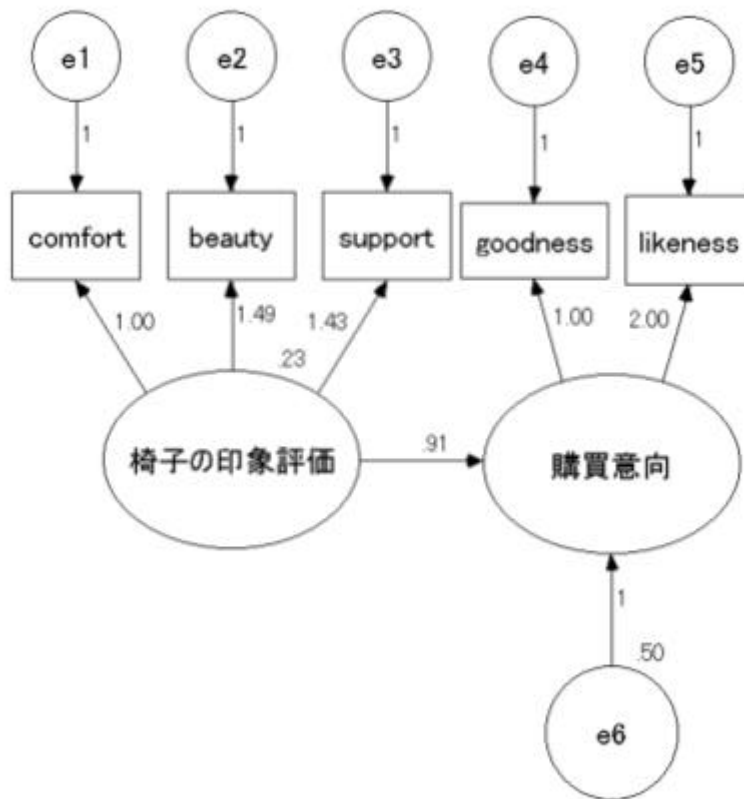 e1
e2
e3
e4
e5
1
1
1
1
1
comfort
beauty
support
goodness
likeness
1.00
1.49
1.43
1.00
2.00
.23
椅子の印象評価
.91
購買意向
1
.50
e6